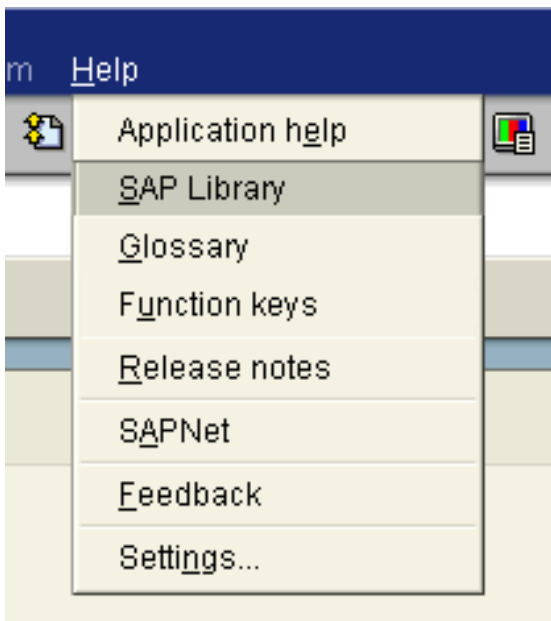 m Help
Application help
SAP Library
Glossary
Function keys
Release notes
SAPNet
Feedback
Settings...